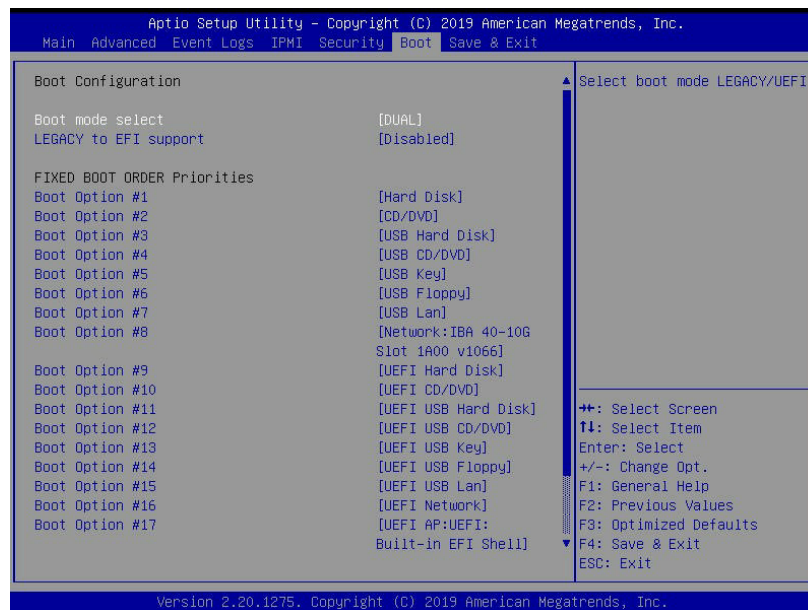 Aptio Setup Utility – Copyright (C) 2019 American Megatrends, Inc.
Main Advanced Event Logs IPMI Security Boot Save & Exit
Boot Configuration
Select boot mode LEGACY/UEFI
Boot mode select [DUAL]
LEGACY to EFI support [Disabled]
FIXED BOOT ORDER Priorities
Boot Option #1 [Hard Disk]
Boot Option #2 [CD/DVD]
Boot Option #3 [USB Hard Disk]
Boot Option #4 [USB CD/DVD]
Boot Option #5 [USB Key]
Boot Option #6 [USB Floppy]
Boot Option #7 [USB Lan]
Boot Option #8 [Network:IBA 40-10G
Slot 1A00 v1066]
Boot Option #9 [UEFI Hard Disk]
Boot Option #10 [UEFI CD/DVD]
Boot Option #11 [UEFI USB Hard Disk]
Boot Option #12 [UEFI USB CD/DVD]
Boot Option #13 [UEFI USB Key]
Boot Option #14 [UEFI USB Floppy]
Boot Option #15 [UEFI USB Lan]
Boot Option #16 [UEFI Network]
Boot Option #17 [UEFI AP:UEFI:
Built-in EFI Shell]
→←: Select Screen
↑↓: Select Item
Enter: Select
+/-: Change Opt.
F1: General Help
F2: Previous Values
F3: Optimized Defaults
F4: Save & Exit
ESC: Exit
Version 2.20.1275. Copyright (C) 2019 American Megatrends, Inc.